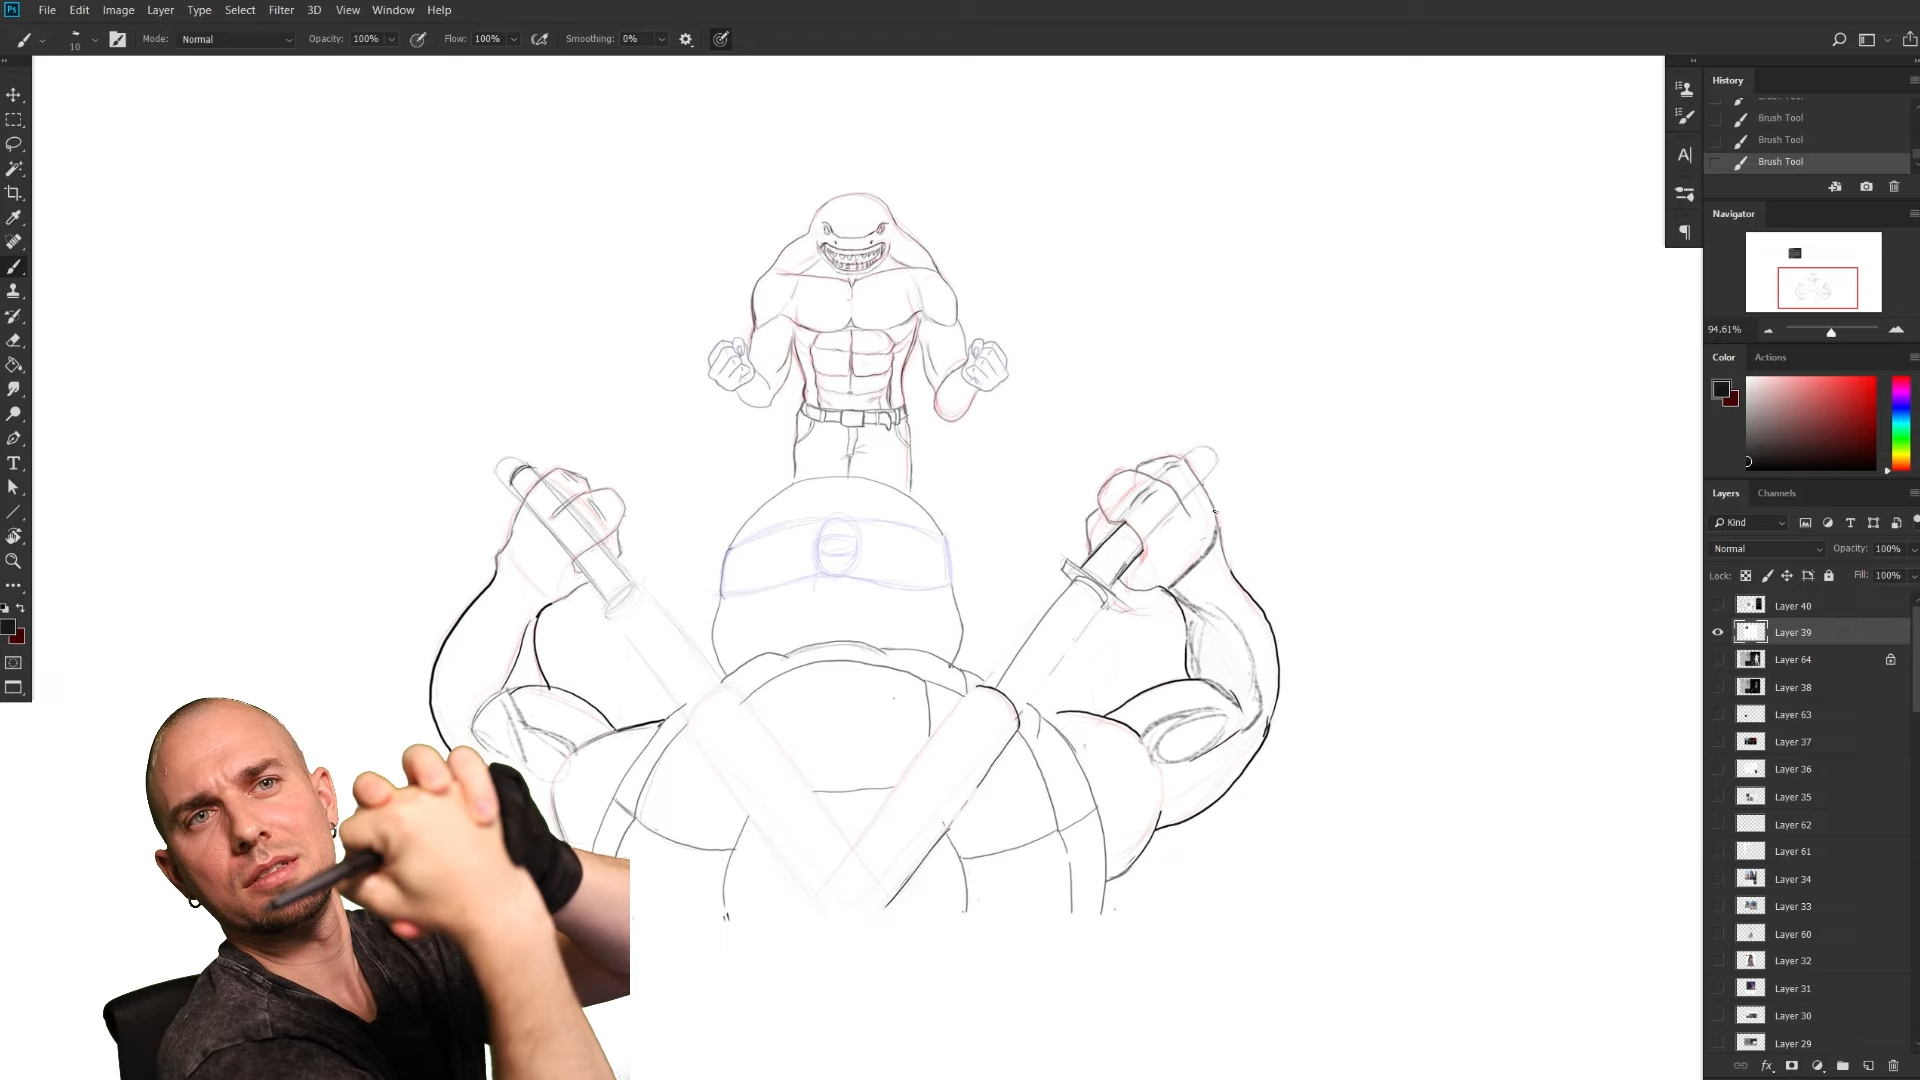 Ps File Edit Image Layer Type Select Filter 3D View Window Help
10 Mode: Normal Opacity: 100% Flow: 100% Smoothing: 0%
History
Brush Tool
Brush Tool
Brush Tool
Navigator
94.61%
Color Actions
Layers Channels
Kind
Normal Opacity: 100%
Lock: Fill: 100%
Layer 40
Layer 39
Layer 64
Layer 38
Layer 63
Layer 37
Layer 36
Layer 35
Layer 62
Layer 61
Layer 34
Layer 33
Layer 60
Layer 32
Layer 31
Layer 30
Layer 29
fx